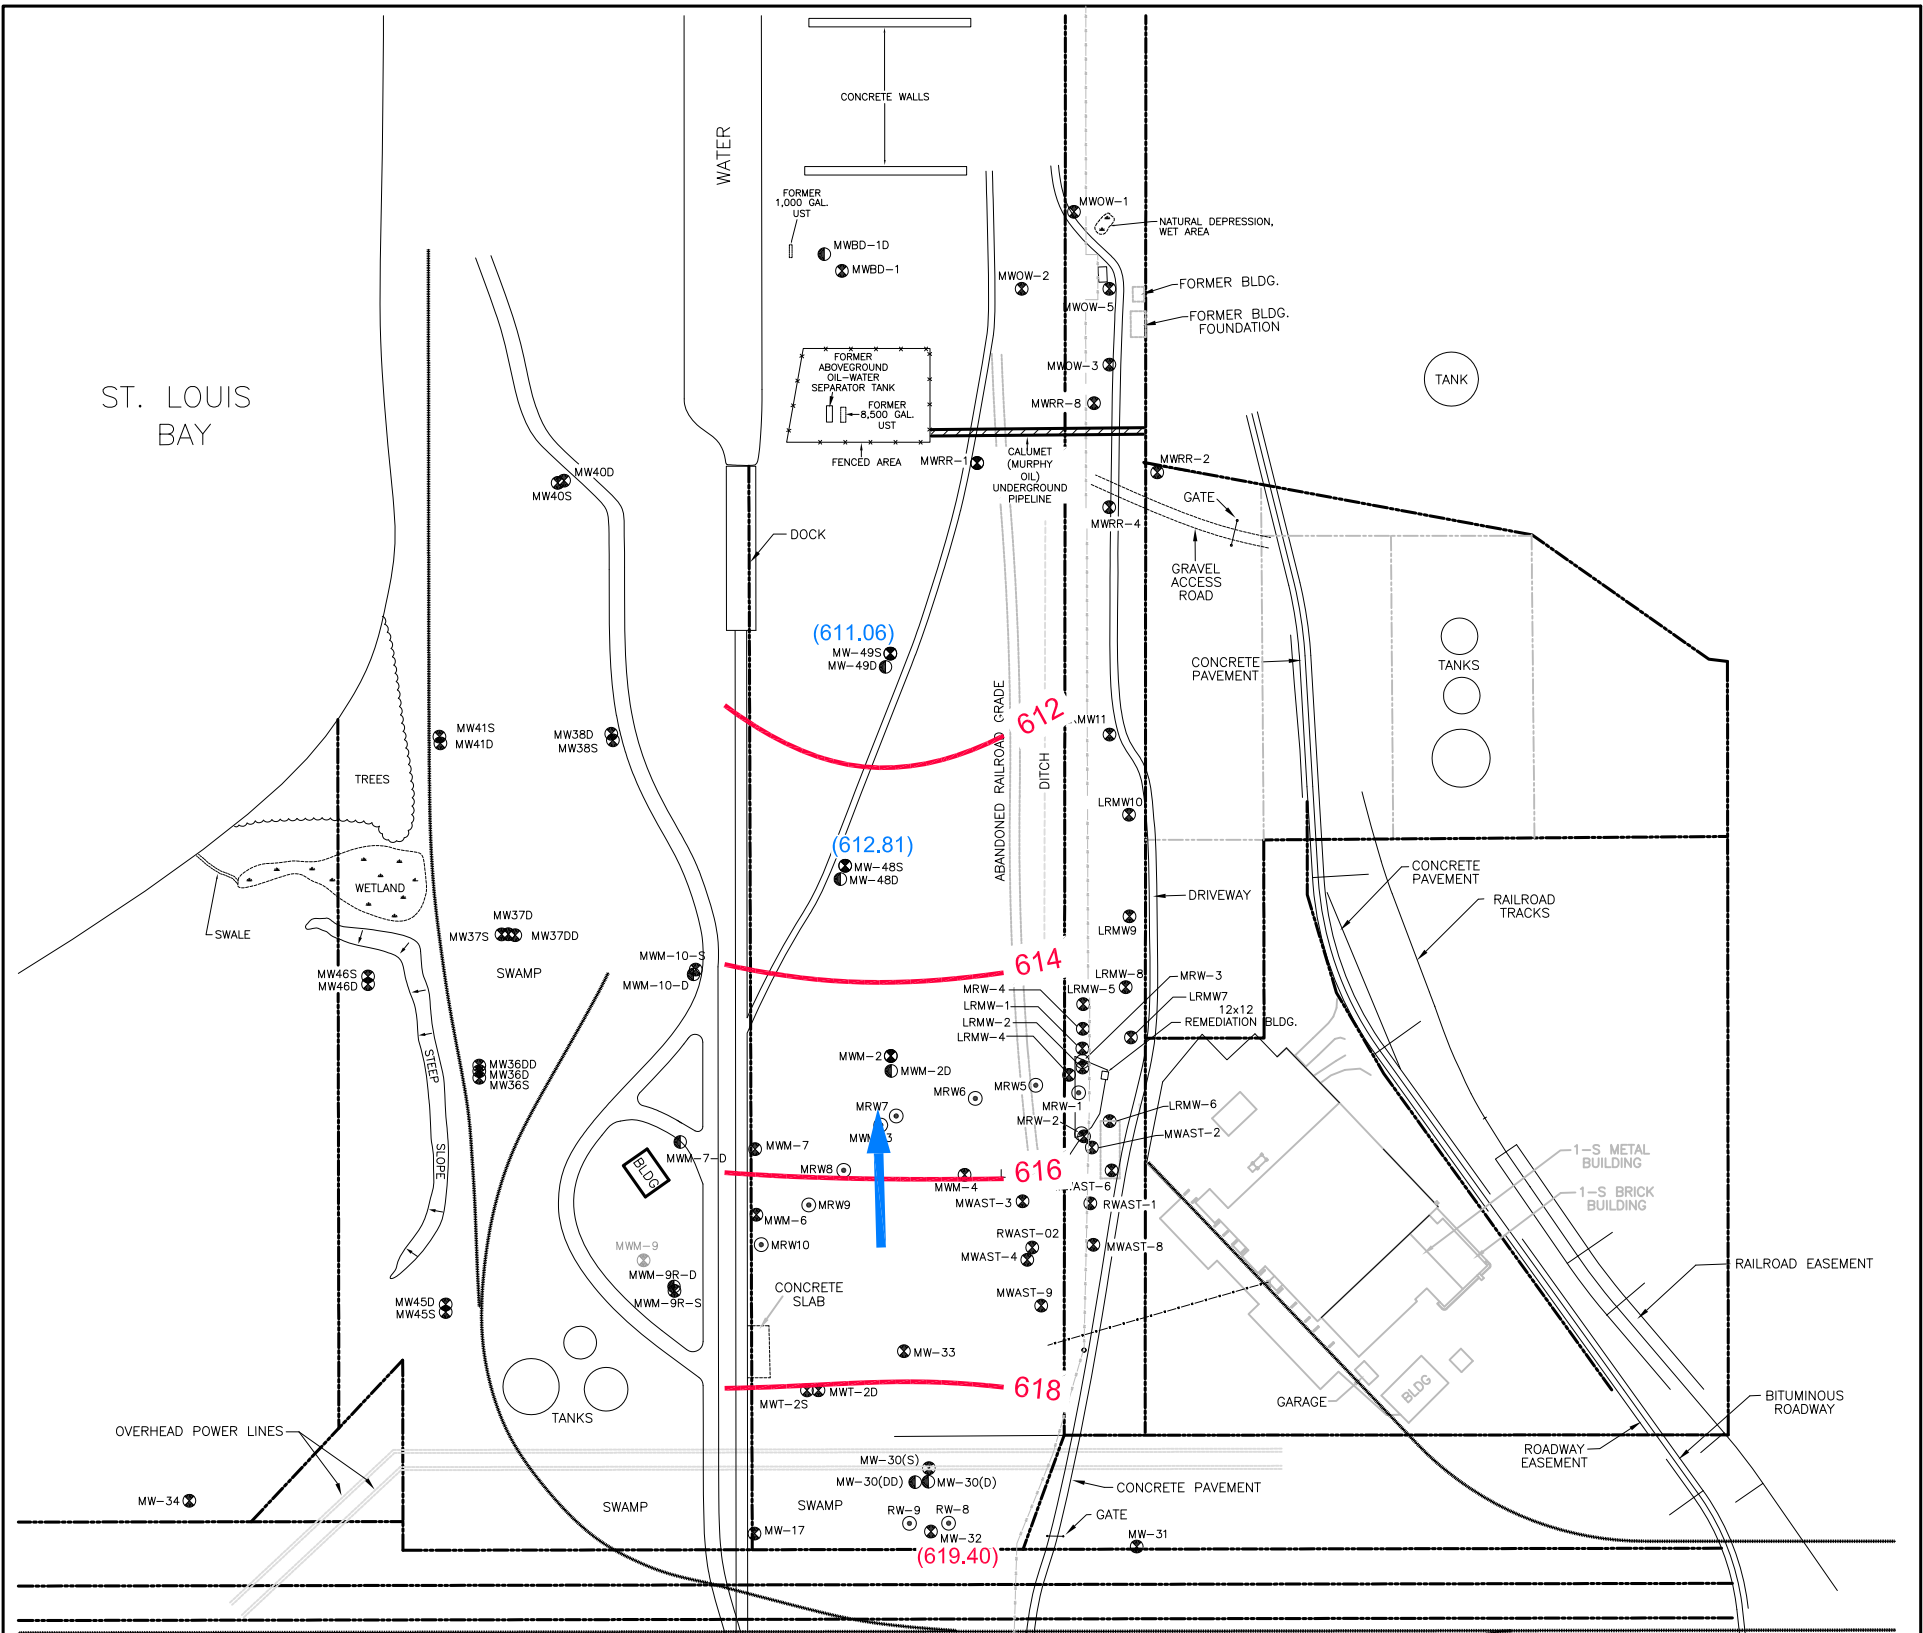 CONCRETE WALLS
WATER
FORMER
1,000 GAL.
UST
MWOW-1
NATURAL DEPRESSION,
WET AREA
MWBD-1D
MWBD-1
MWOW-2
MWOW-5
FORMER BLDG.
FORMER BLDG.
FOUNDATION
FORMER
ABOVEGROUND
OIL-WATER
SEPARATOR TANK
FORMER
8,500 GAL.
UST
FENCED AREA
MWOW-3
MWRR-8
TANK
ST. LOUIS
BAY
MWRR-1
CALUMET
(MURPHY
OIL)
UNDERGROUND
PIPELINE
MWRR-2
GATE
MWRR-4
MW40D
MW40S
DOCK
GRAVEL
ACCESS
ROAD
(611.06)
MW-49S
MW-49D
CONCRETE
PAVEMENT
TANKS
ABANDONED RAILROAD GRADE
612
LRMW11
DITCH
MW41S
MW41D
MW38D
MW38S
TREES
LRMW10
(612.81)
MW-48S
MW-48D
WETLAND
SWALE
CONCRETE
PAVEMENT
RAILROAD
TRACKS
DRIVEWAY
LRMW9
MW37D
MW37S
MW37DD
SWAMP
MW46S
MW46D
MWM-10-S
MWM-10-D
614
LRMW-8
MRW-3
MRW-4
LRMW-5
LRMW-1
LRMW7
LRMW-2
12x12
REMEDIATION BLDG.
LRMW-4
STEEP
SLOPE
MW36DD
MW36D
MW36S
MWM-2
MWM-2D
MRW6
MRW5
MRW-1
MRW7
MWM-3
MRW-2
LRMW-6
MWAST-2
MWM-7
MWM-7-D
BLDG
MRW8
MWM-4
616
MWAST-6
MWAST-3
RWAST-1
MRW9
MWM-6
MRW10
RWAST-02
MWAST-4
MWAST-8
1-S METAL
BUILDING
1-S BRICK
BUILDING
MWM-9
MWM-9R-D
MWM-9R-S
CONCRETE
SLAB
MWAST-9
RAILROAD EASEMENT
MW45D
MW45S
MW-33
618
MWT-2D
MWT-2S
TANKS
GARAGE
BLDG
BITUMINOUS
ROADWAY
OVERHEAD POWER LINES
ROADWAY
EASEMENT
MW-30(S)
MW-30(DD)
MW-30(D)
CONCRETE PAVEMENT
MW-34
SWAMP
SWAMP
RW-9
RW-8
GATE
MW-17
MW-32
MW-31
(619.40)